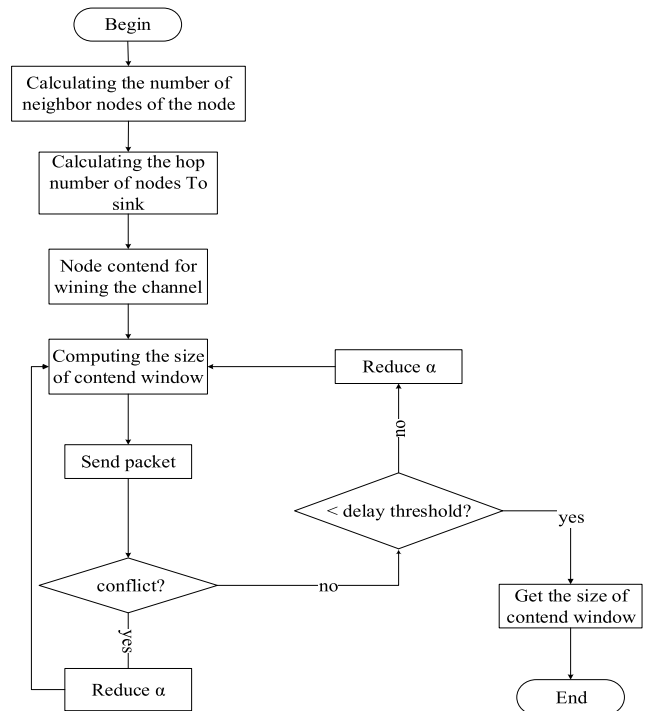 Begin
Calculating the number of
neighbor nodes of the node
Calculating the hop
number of nodes To
sink
Node contend for
wining the channel
Computing the size
of contend window
Reduce α
Send packet
no
< delay threshold?
yes
conflict?
no
yes
Get the size of
contend window
Reduce α
End